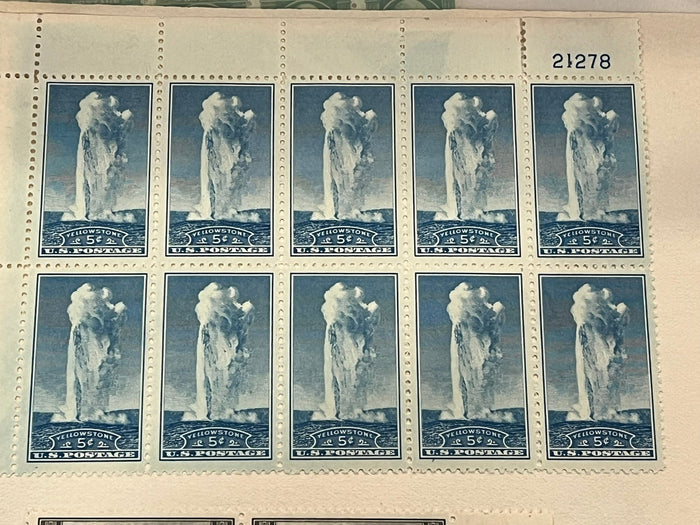 21278
YELLOWSTONE YELLOWSTONE YELLOWSTONE YELLOWSTONE YELLOWSTONE
5¢ 5¢ 5¢ 5¢ 5¢
U.S. POSTAGE U.S. POSTAGE U.S. POSTAGE U.S. POSTAGE U.S. POSTAGE
YELLOWSTONE YELLOWSTONE YELLOWSTONE YELLOWSTONE YELLOWSTONE
5¢ 5¢ 5¢ 5¢ 5¢
U.S. POSTAGE U.S. POSTAGE U.S. POSTAGE U.S. POSTAGE U.S. POSTAGE